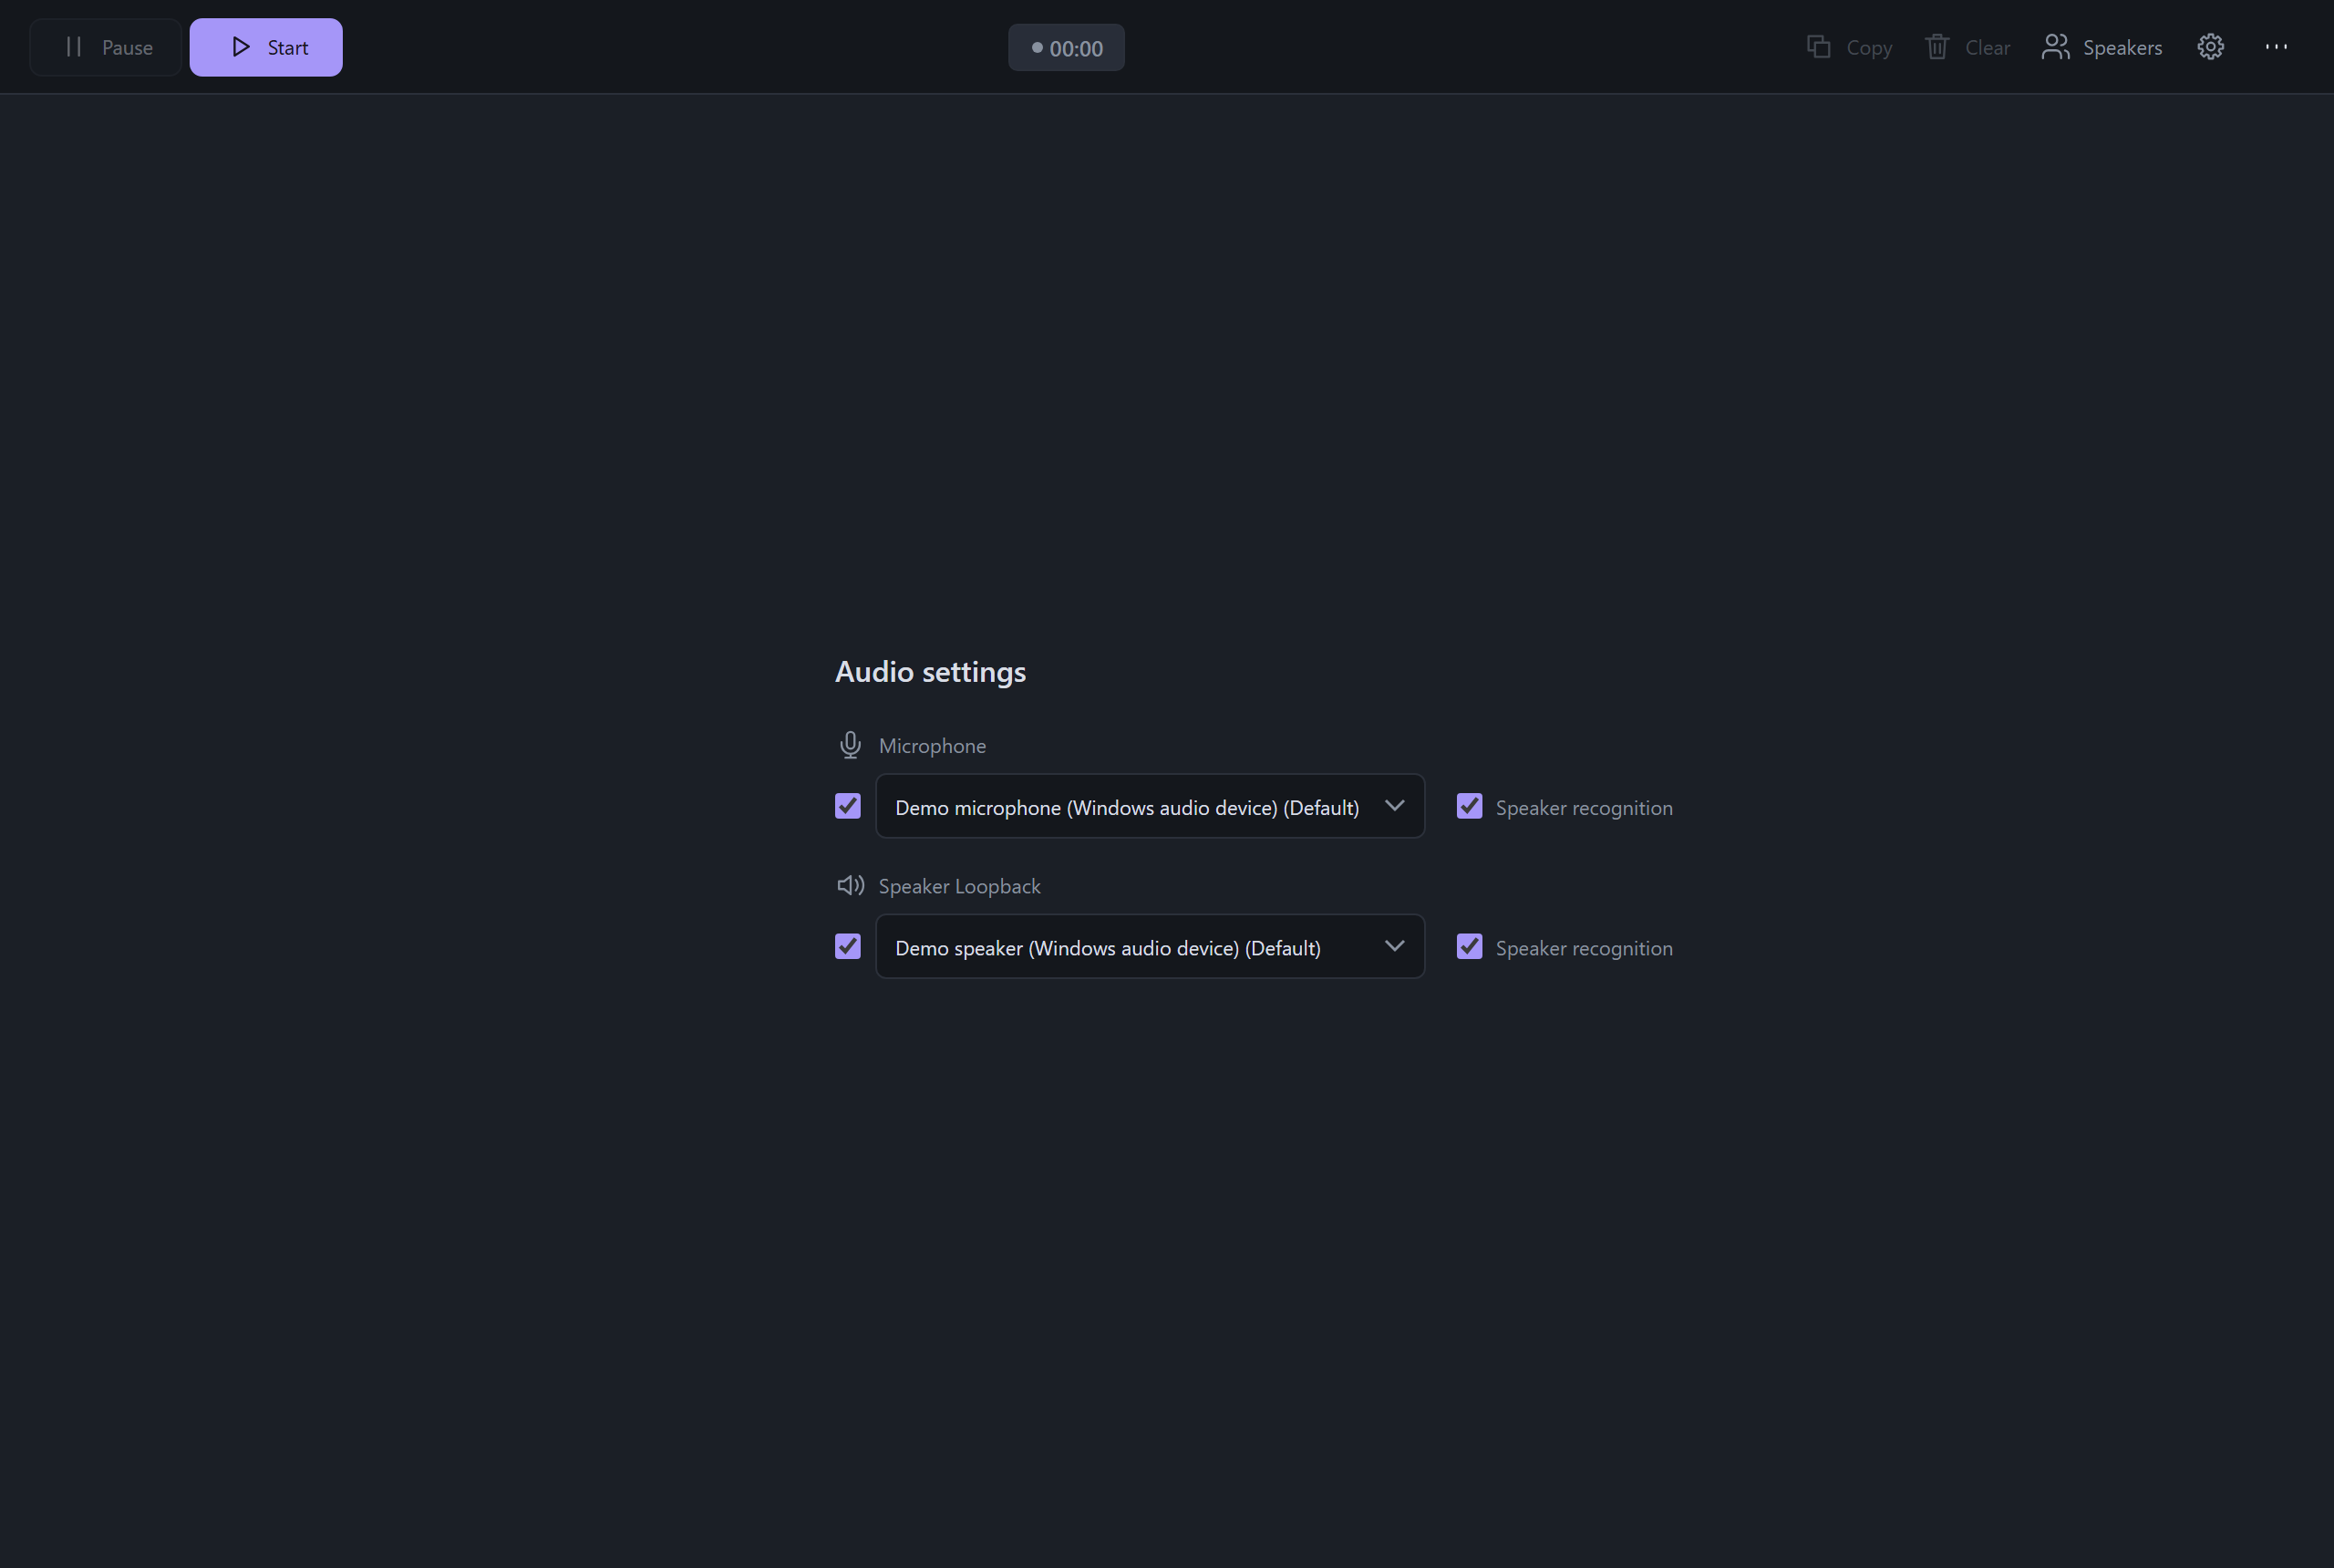 Pause
Start
00:00
Copy
Clear
Speakers
Audio settings
Microphone
Demo microphone (Windows audio device) (Default)
Speaker recognition
Speaker Loopback
Demo speaker (Windows audio device) (Default)
Speaker recognition